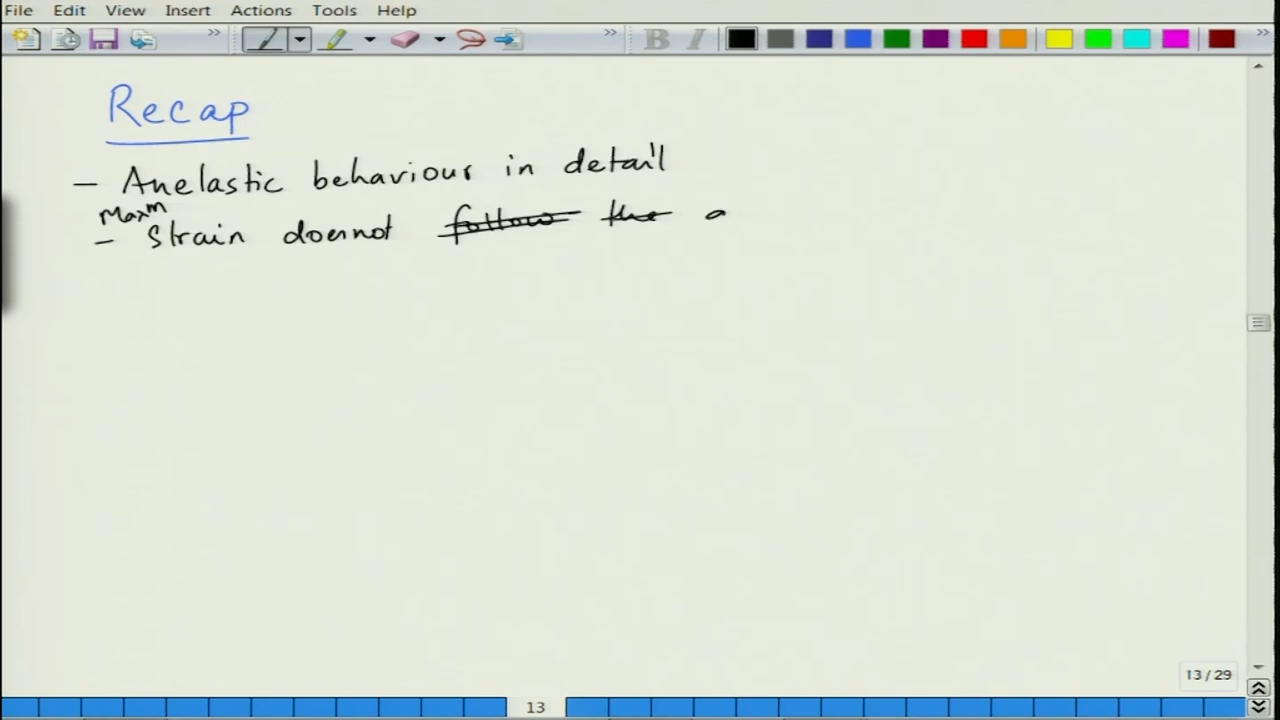 File Edit View Insert Actions Tools Help
B I
Recap
- Anelastic behaviour in detail
Maxm
- Strain doesnot follow the a
13 / 29
13